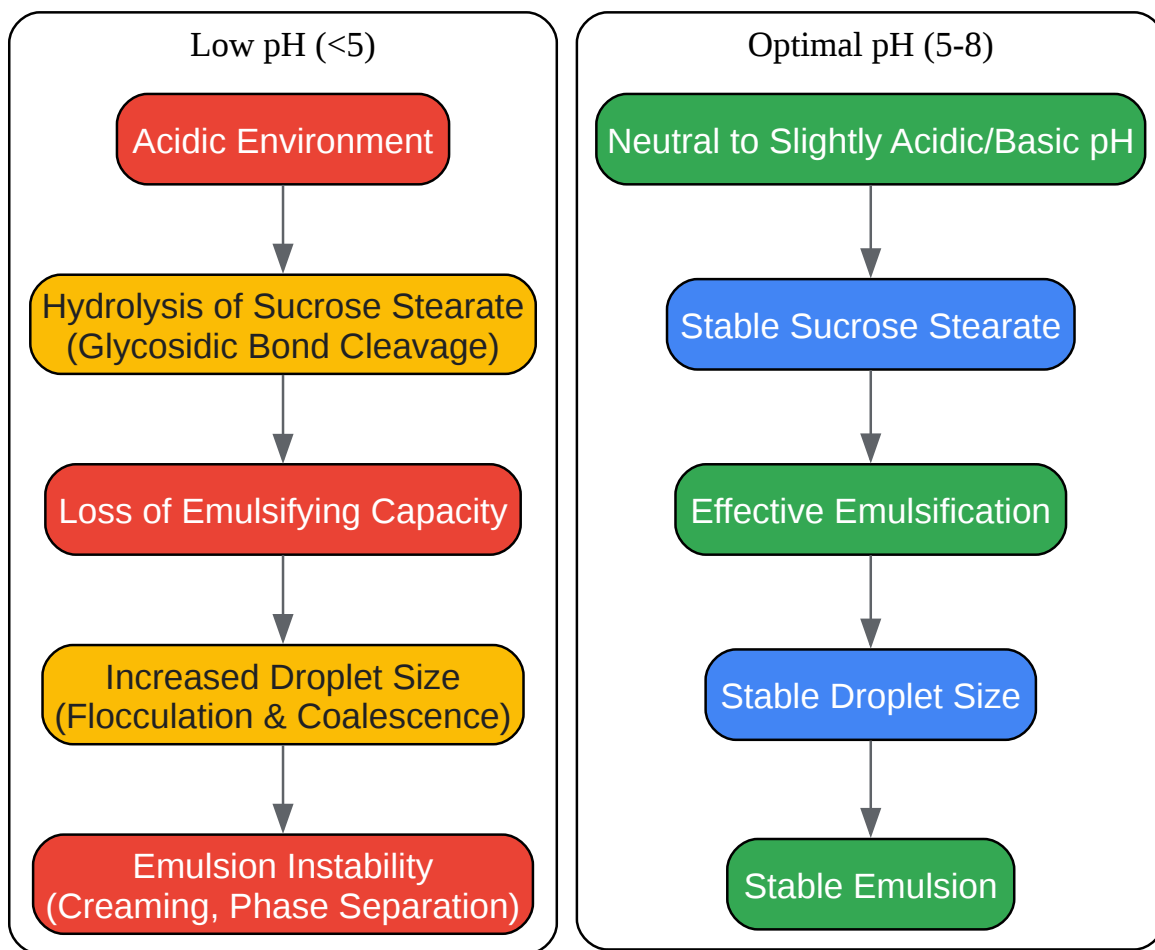 Low pH (<5)
Acidic Environment
Hydrolysis of Sucrose Stearate
(Glycosidic Bond Cleavage)
Loss of Emulsifying Capacity
Increased Droplet Size
(Flocculation & Coalescence)
Emulsion Instability
(Creaming, Phase Separation)
Optimal pH (5-8)
Neutral to Slightly Acidic/Basic pH
Stable Sucrose Stearate
Effective Emulsification
Stable Droplet Size
Stable Emulsion